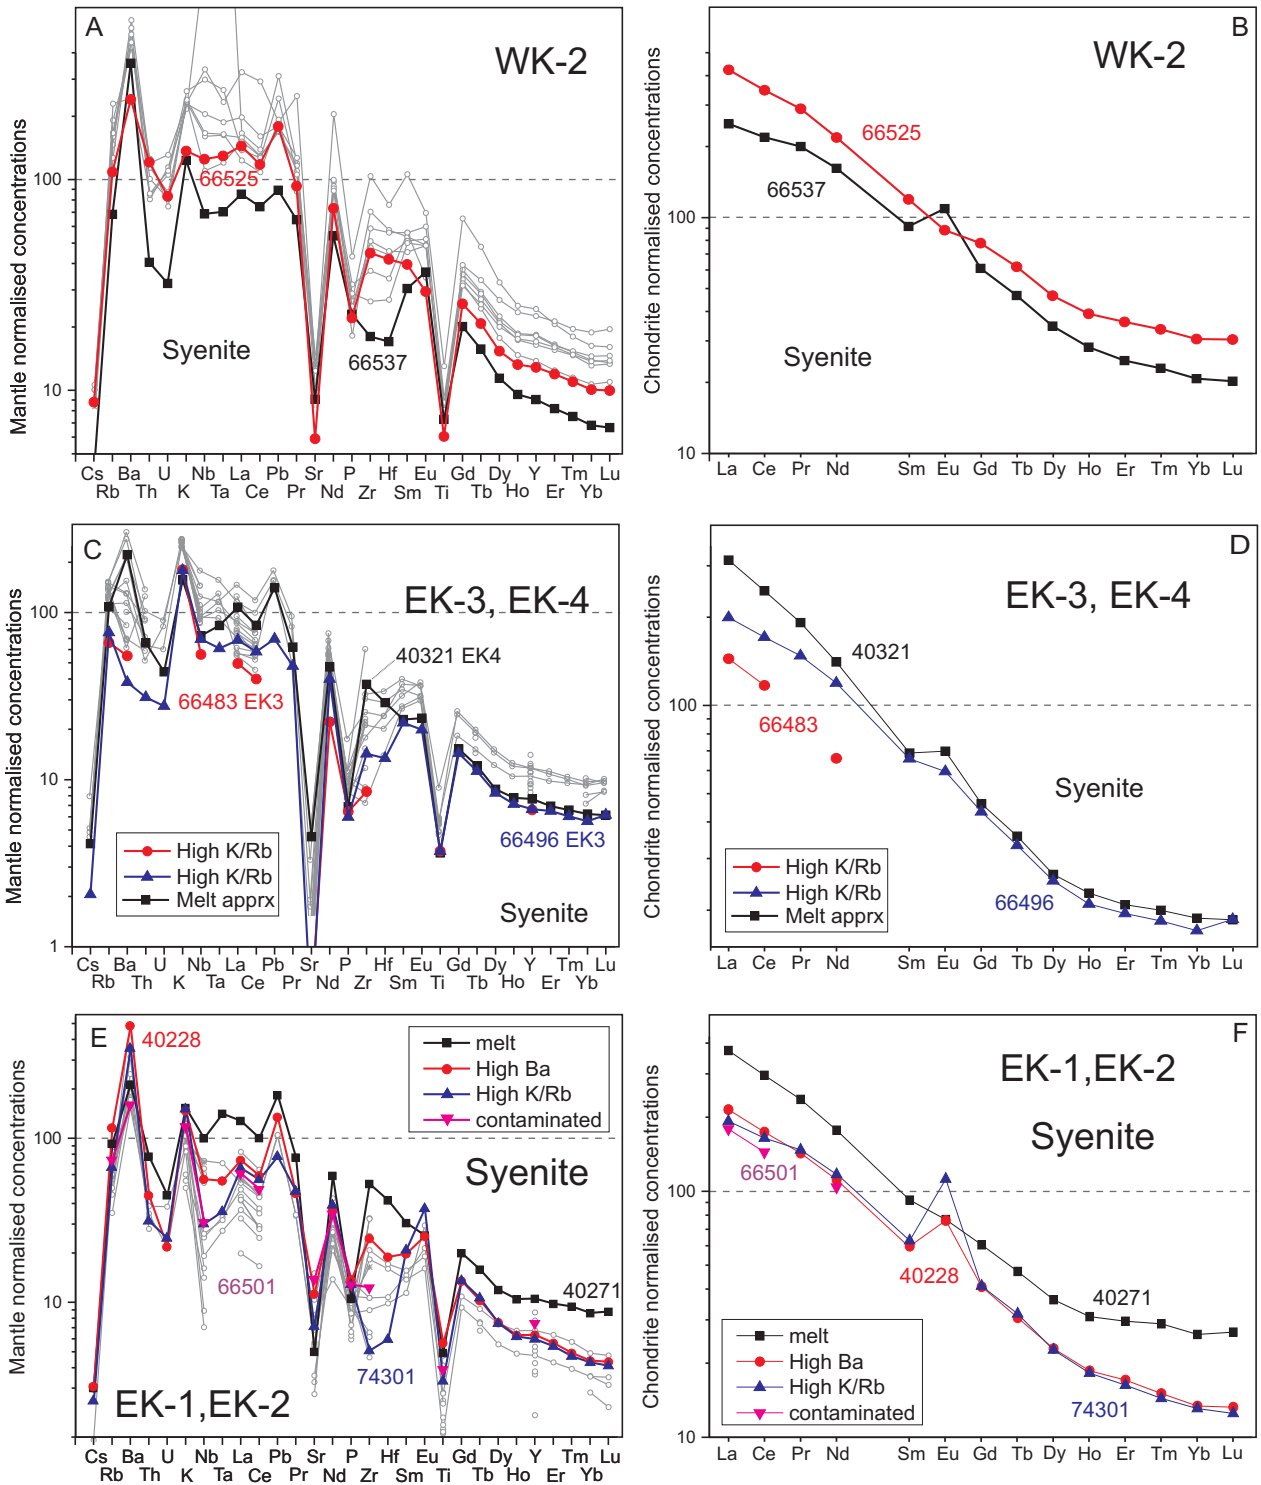 A
WK-2
Mantle normalised concentrations
100
10
66525
66537
Syenite
Cs Ba U Nb La Pb Sr P Hf Eu Gd Dy Y Tm Lu
Rb Th K Ta Ce Pr Nd Zr Sm Ti Tb Ho Er Yb
B
WK-2
Chondrite normalised concentrations
100
10
66525
66537
Syenite
La Ce Pr Nd Sm Eu Gd Tb Dy Ho Er Tm Yb Lu
C
EK-3, EK-4
Mantle normalised concentrations
100
10
1
40321 EK4
66483 EK3
66496 EK3
High K/Rb
High K/Rb
Melt apprx
Syenite
Cs Ba U K Nb La Pb Sr P Hf Eu Gd Dy Y Tm Lu
Rb Th Ta Ce Pr Nd Zr Sm Ti Tb Ho Er Yb
D
EK-3, EK-4
Chondrite normalised concentrations
100
40321
66483
Syenite
66496
High K/Rb
High K/Rb
Melt apprx
La Ce Pr Nd Sm Eu Gd Tb Dy Ho Er Tm Yb Lu
E
40228
melt
High Ba
High K/Rb
contaminated
Mantle normalised concentrations
100
10
Syenite
66501
40271
74301
EK-1,EK-2
Cs Ba U Nb La Pb Sr P Hf Eu Gd Dy Y Tm Lu
Rb Th K Ta Ce Pr Nd Zr Sm Ti Tb Ho Er Yb
F
EK-1,EK-2
Syenite
Chondrite normalised concentrations
100
10
66501
40228
40271
74301
melt
High Ba
High K/Rb
contaminated
La Ce Pr Nd Sm Eu Gd Tb Dy Ho Er Tm Yb Lu